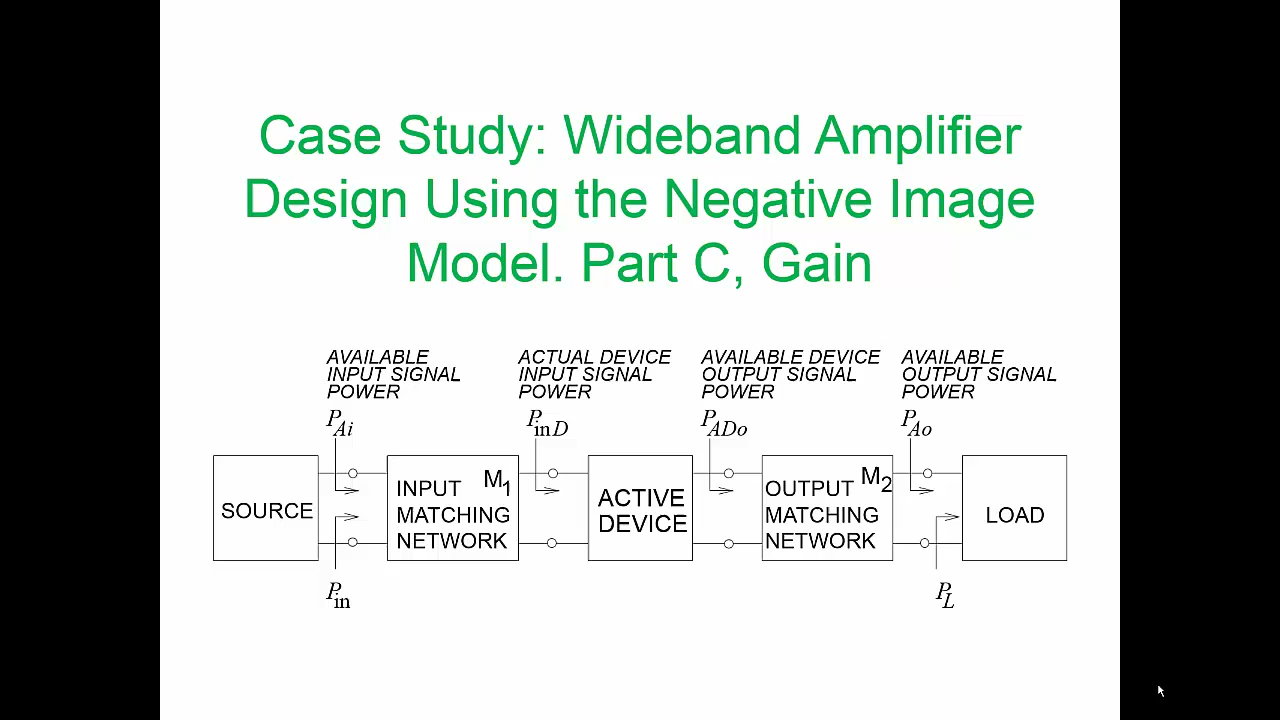 Case Study: Wideband Amplifier
Design Using the Negative Image
Model. Part C, Gain
AVAILABLE
INPUT SIGNAL
POWER
P_Ai
ACTUAL DEVICE
INPUT SIGNAL
POWER
P_inD
AVAILABLE DEVICE
OUTPUT SIGNAL
POWER
P_ADo
AVAILABLE
OUTPUT SIGNAL
POWER
P_Ao
SOURCE
INPUT M1
MATCHING
NETWORK
ACTIVE
DEVICE
OUTPUT M2
MATCHING
NETWORK
LOAD
P_in
P_L